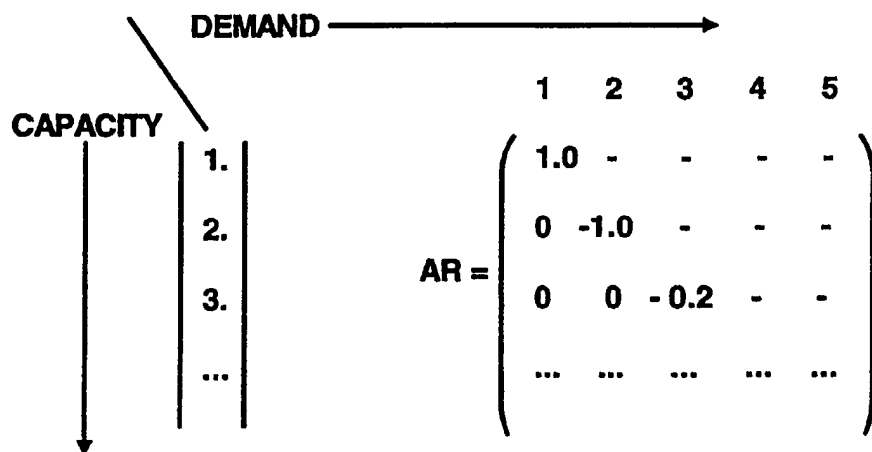 DEMAND
1 2 3 4 5
CAPACITY
1. 1.0 - - - -
2. 0 -1.0 - - -
AR =
3. 0 0 - 0.2 - -
... ... ... ... ... ...